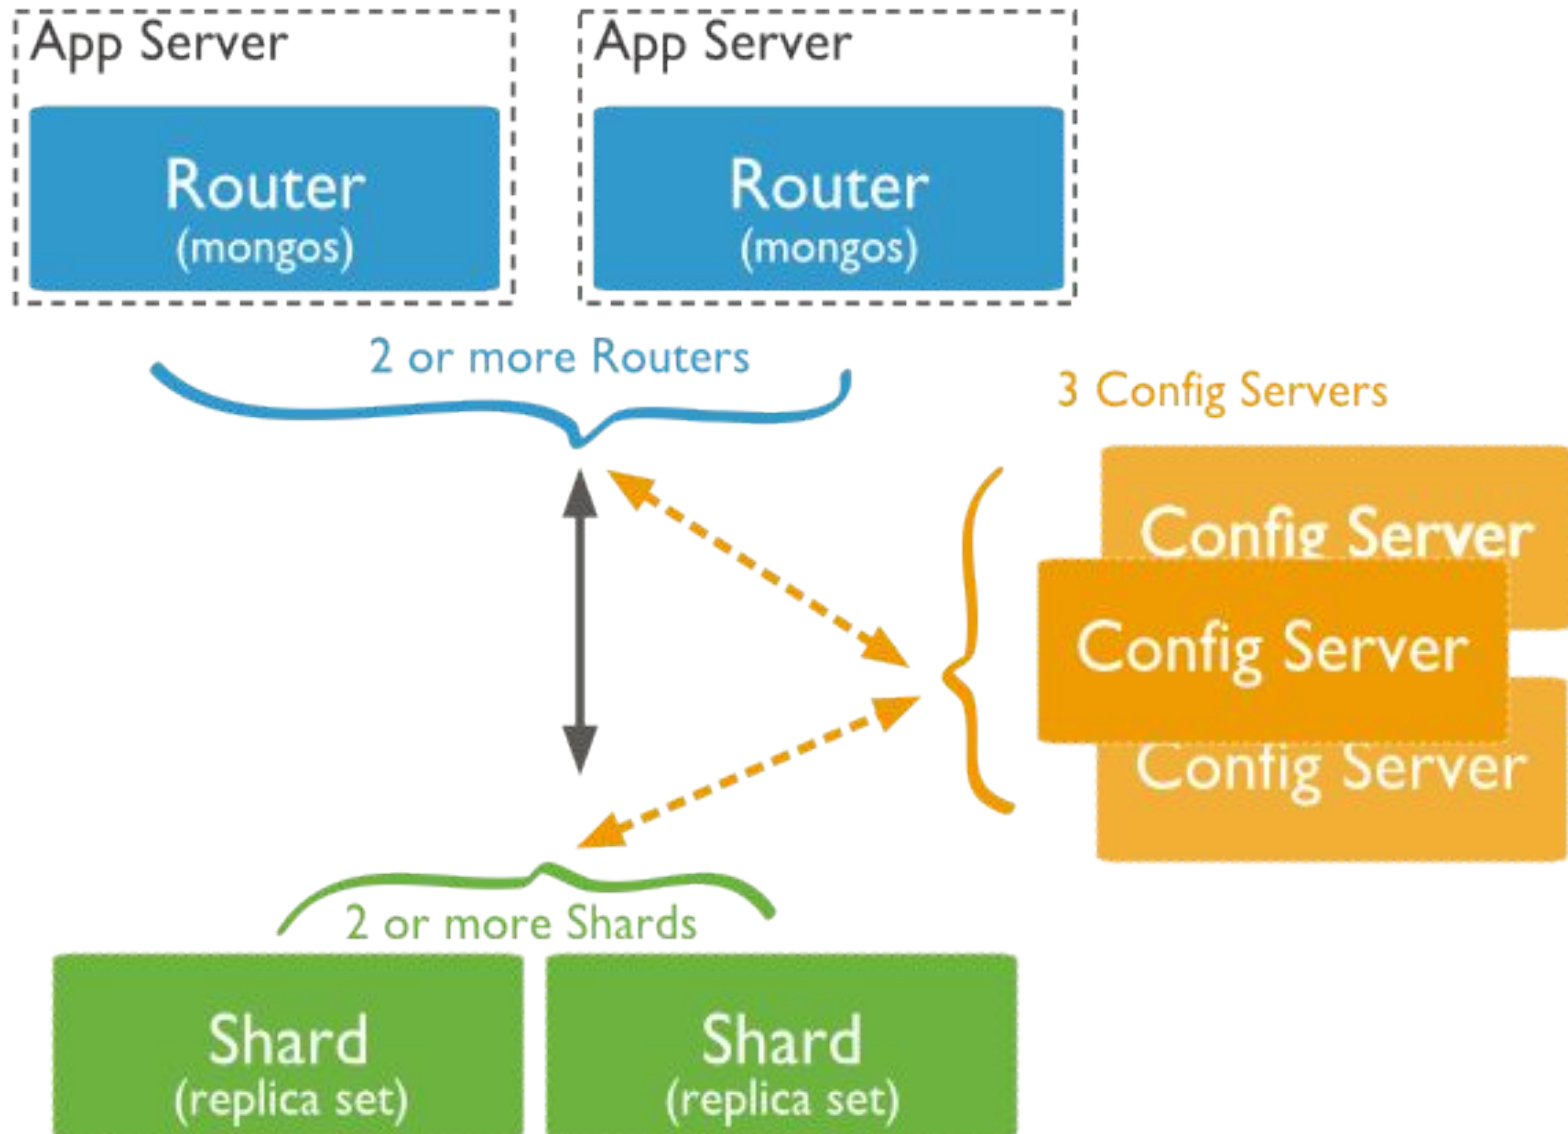 App Server
Router
(mongos)
App Server
Router
(mongos)
2 or more Routers
3 Config Servers
Config Server
Config Server
Config Server
2 or more Shards
Shard
(replica set)
Shard
(replica set)